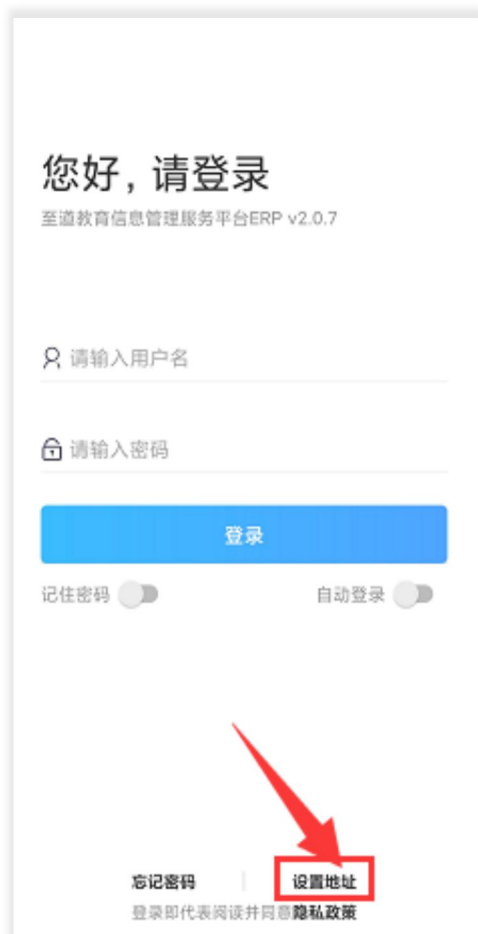 您好，请登录
至道教育信息管理服务平台ERP v2.0.7
请输入用户名
请输入密码
登录
记住密码 自动登录
忘记密码 设置地址
登录即代表阅读并同意隐私政策